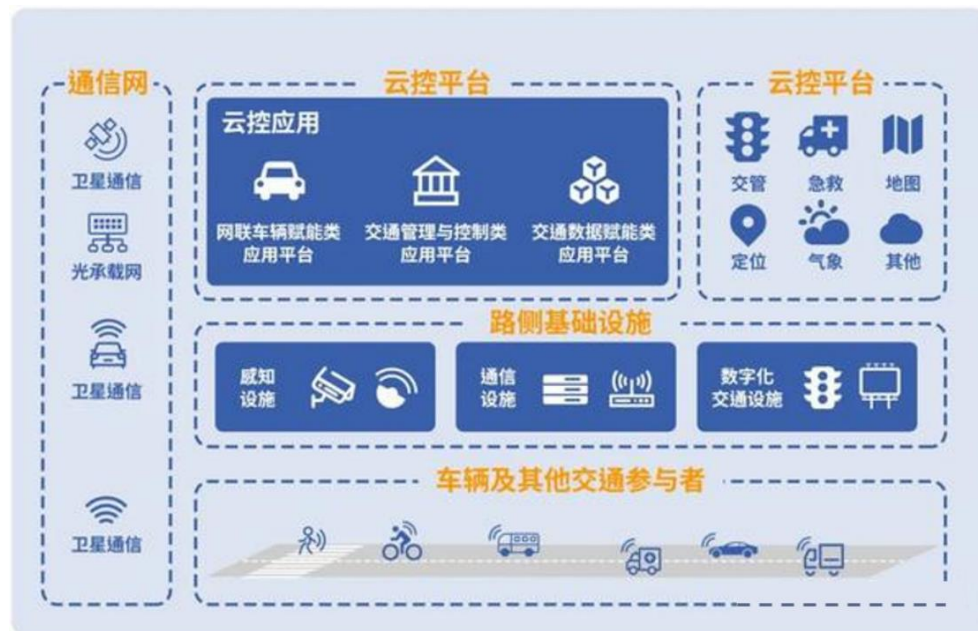 通信网
卫星通信
光承载网
卫星通信
卫星通信
云控平台
云控应用
网联车辆赋能类
应用平台
交通管理与控制类
应用平台
交通数据赋能类
应用平台
云控平台
交管
急救
地图
定位
气象
其他
路侧基础设施
感知
设施
通信
设施
数字化
交通设施
车辆及其他交通参与者